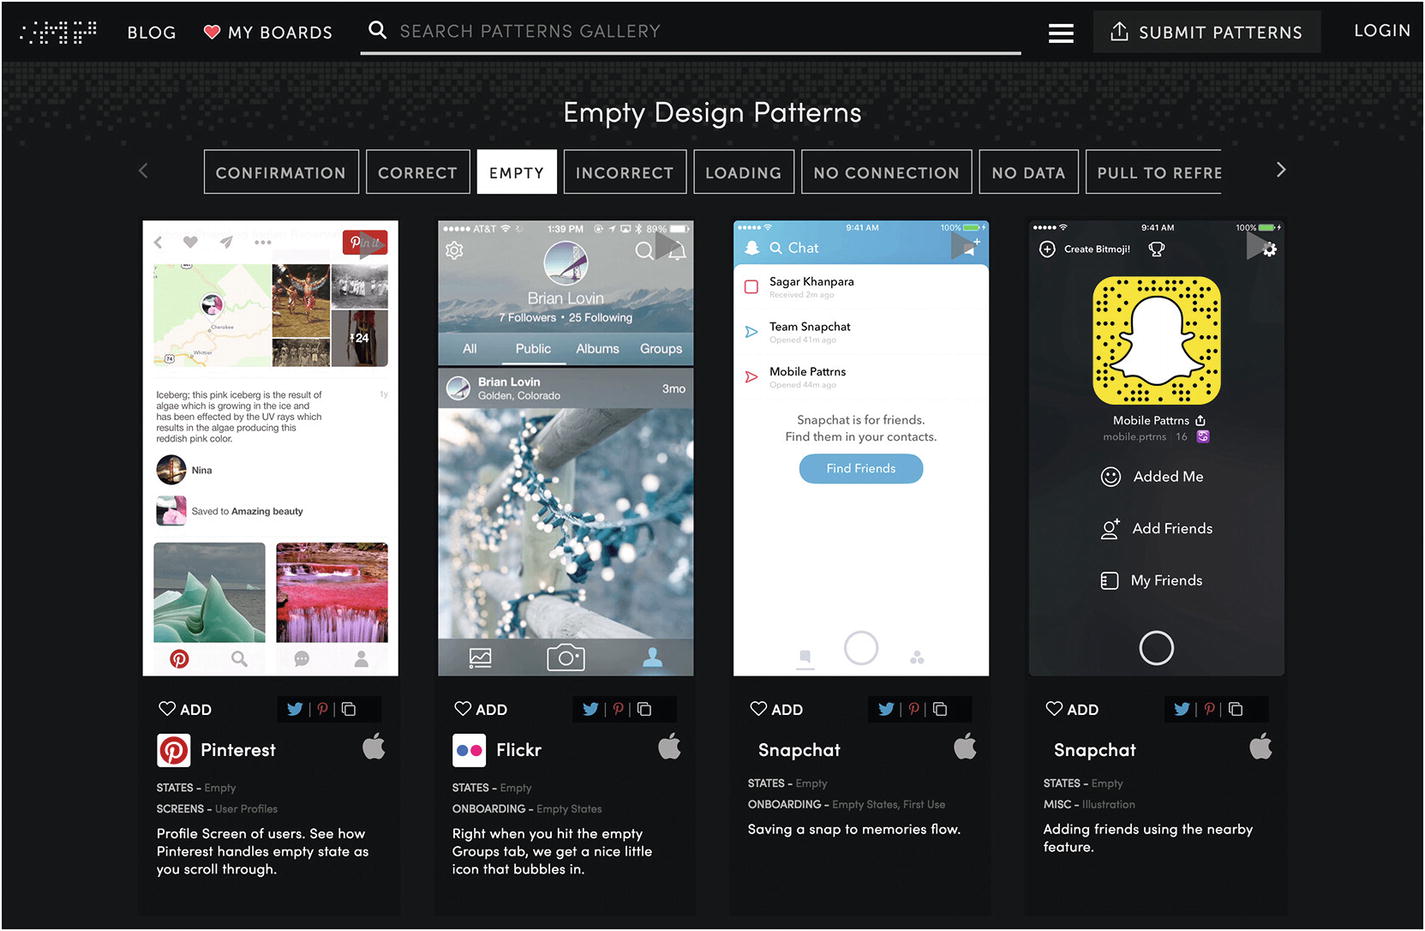 BLOG
MY BOARDS
SEARCH PATTERNS GALLERY
SUBMIT PATTERNS
LOGIN
Empty Design Patterns
CONFIRMATION
CORRECT
EMPTY
INCORRECT
LOADING
NO CONNECTION
NO DATA
PULL TO REFRE
Pin it
74
Cherokee
Whittier
74
24
Iceberg; this pink iceberg is the result of
algae which is growing in the ice and
has been effected by the UV rays which
results in the algae producing this
reddish pink color.
1y
Nina
Saved to Amazing beauty
ADD
Pinterest
STATES - Empty
SCREENS - User Profiles
Profile Screen of users. See how
Pinterest handles empty state as
you scroll through.
AT&T
1:39 PM
89%
Brian Lovin
7 Followers • 25 Following
All
Public
Albums
Groups
Brian Lovin
Golden, Colorado
3mo
ADD
Flickr
STATES - Empty
ONBOARDING - Empty States
Right when you hit the empty
Groups tab, we get a nice little
icon that bubbles in.
9:41 AM
100%
Chat
Sagar Khanpara
Received 2m ago
Team Snapchat
Opened 41m ago
Mobile Pattrns
Opened 44m ago
Snapchat is for friends.
Find them in your contacts.
Find Friends
ADD
Snapchat
STATES - Empty
ONBOARDING - Empty States, First Use
Saving a snap to memories flow.
9:41 AM
100%
Create Bitmoji!
Mobile Pattrns
mobile.prtrns
16
Added Me
Add Friends
My Friends
ADD
Snapchat
STATES - Empty
MISC - Illustration
Adding friends using the nearby
feature.